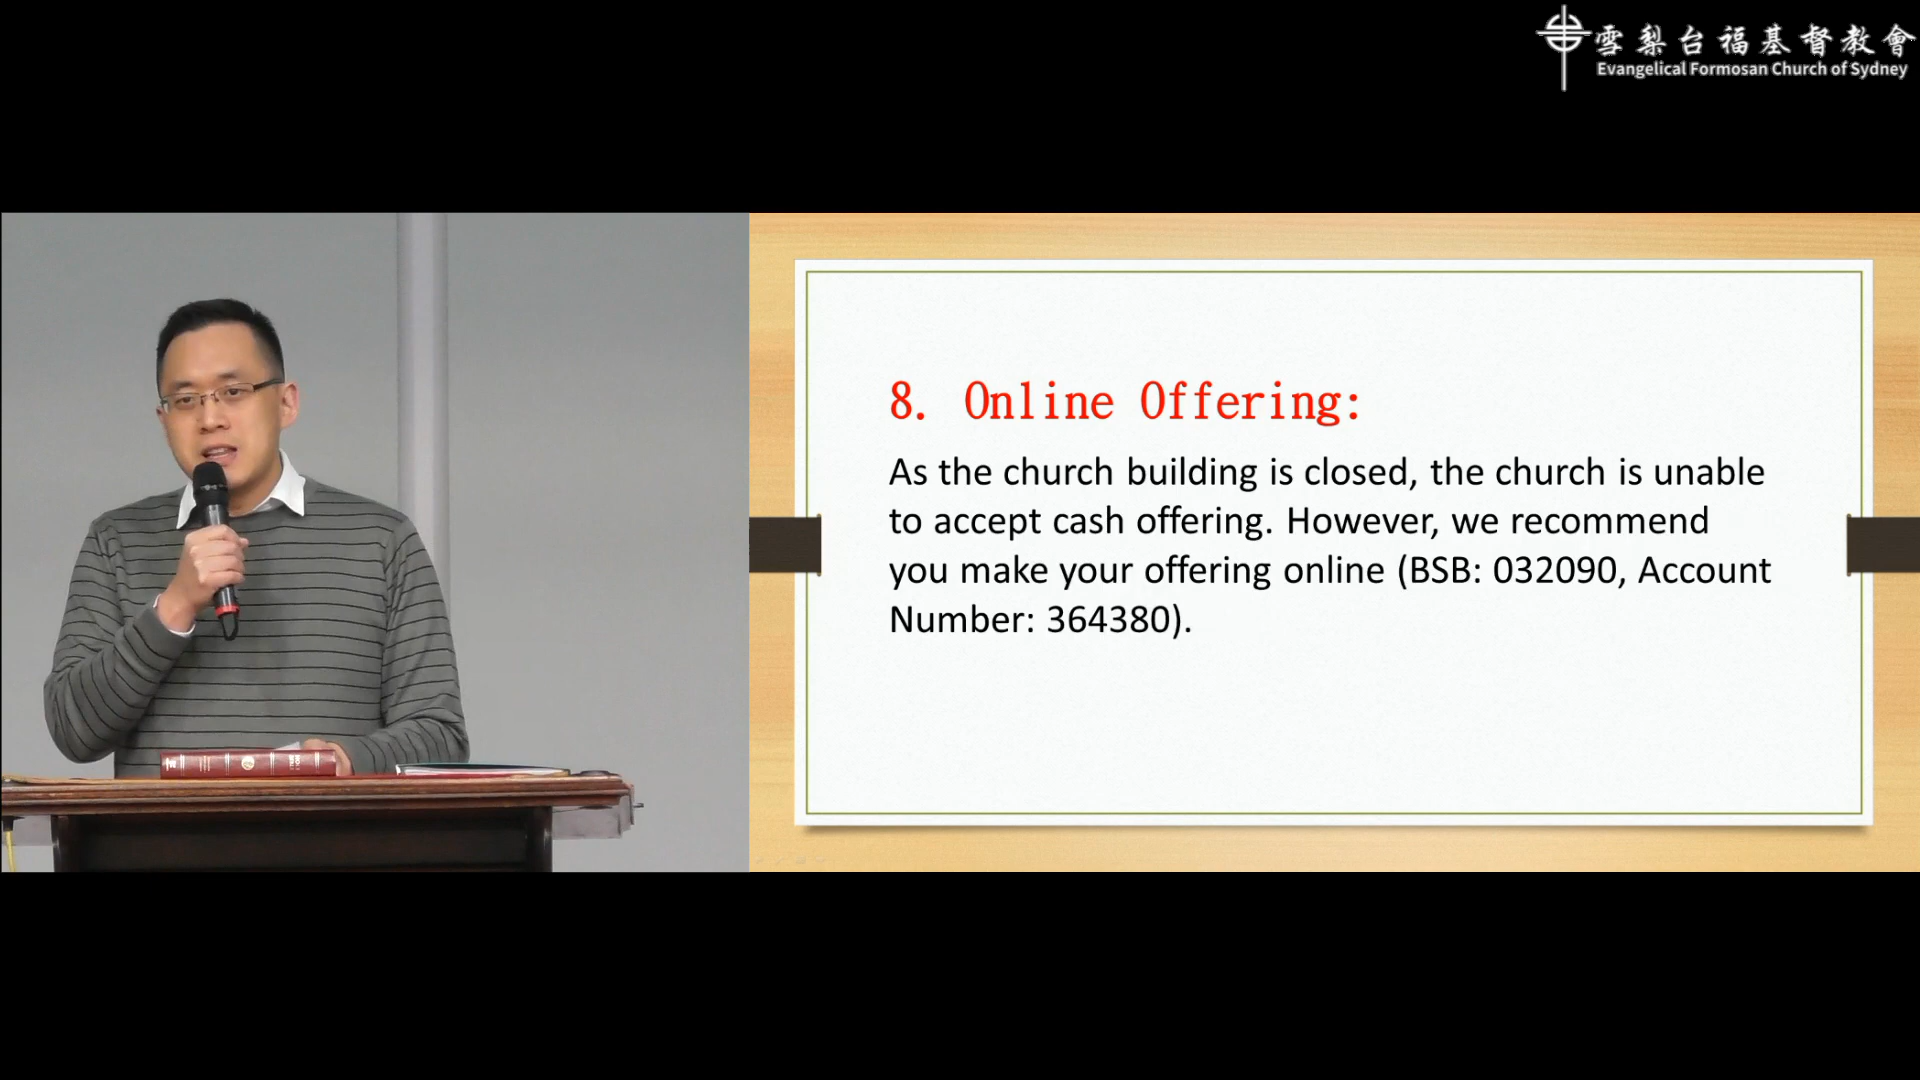 雪梨台福基督教會
Evangelical Formosan Church of Sydney
8. Online Offering:
As the church building is closed, the church is unable
to accept cash offering. However, we recommend
you make your offering online (BSB: 032090, Account
Number: 364380).